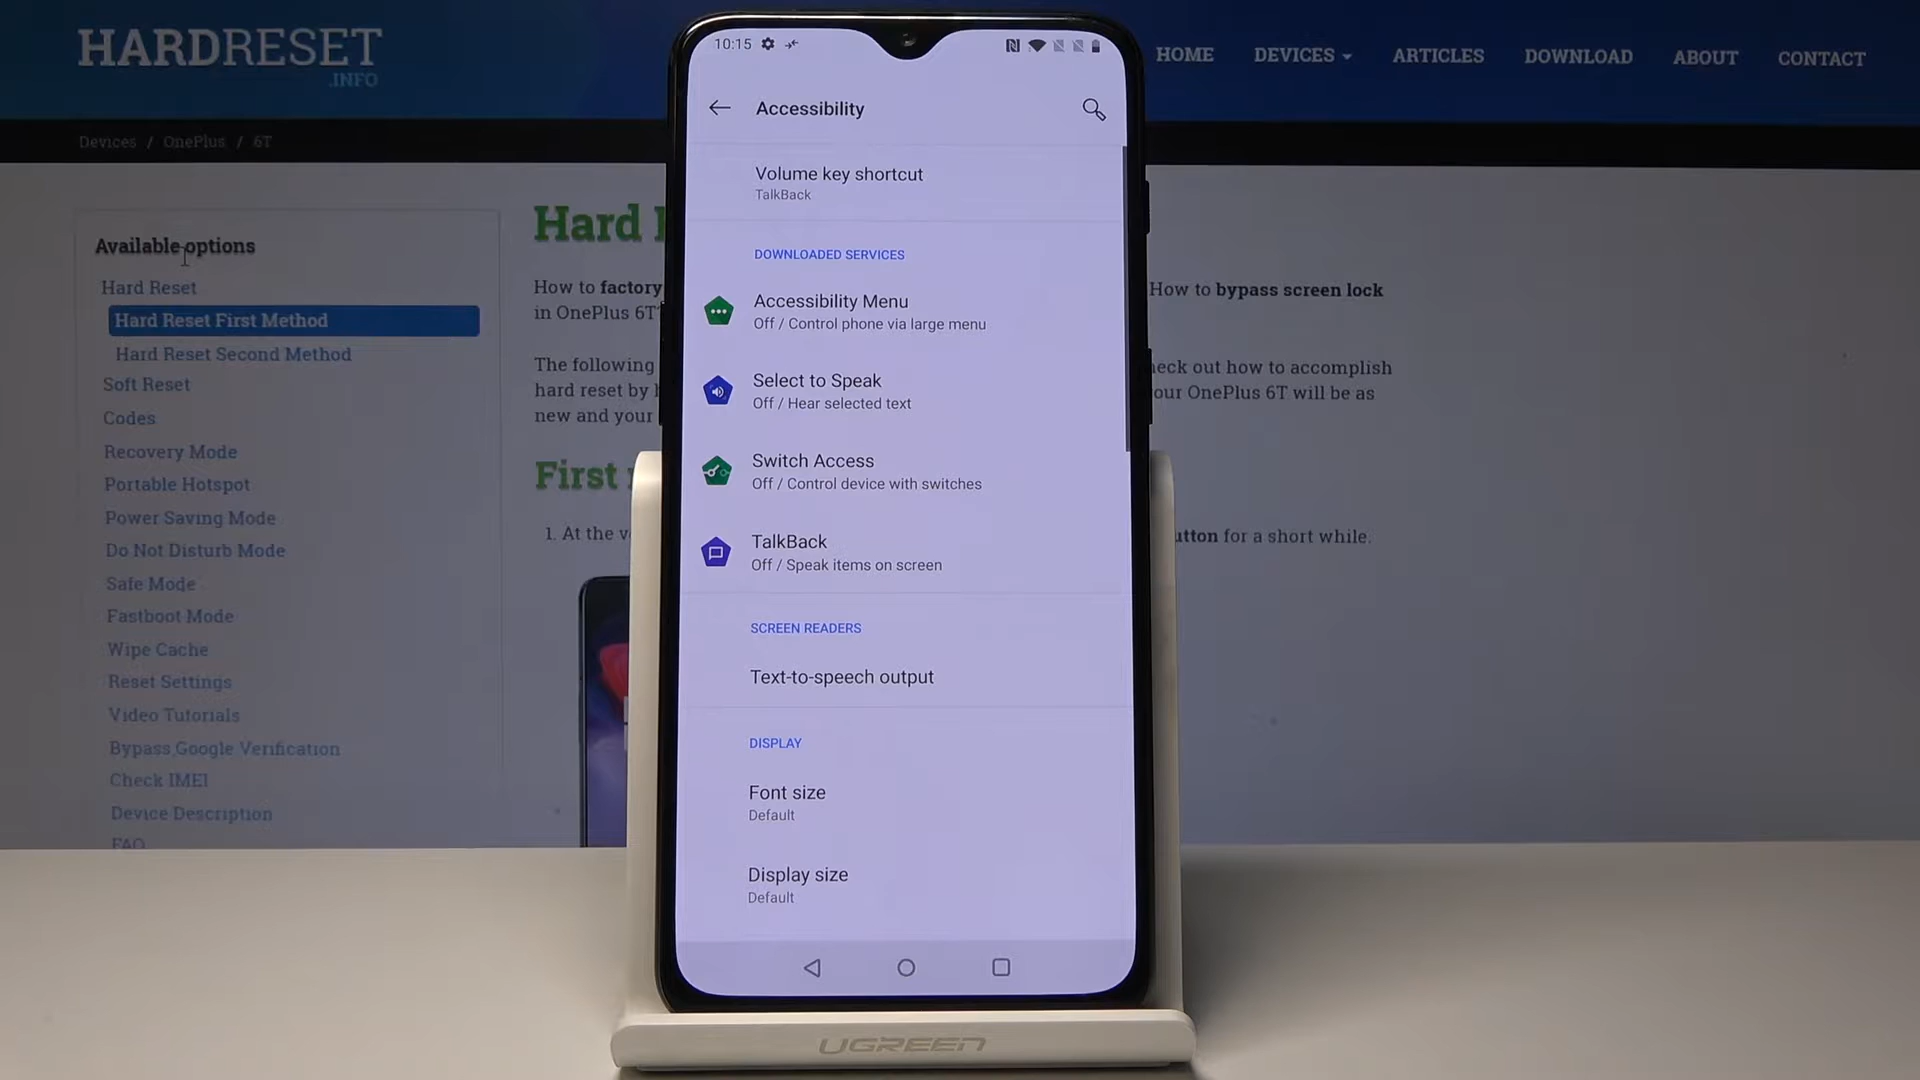 HARDRESET
.INFO
HOME
DEVICES
ARTICLES
DOWNLOAD
ABOUT
CONTACT
Devices / OnePlus / 6T
Available options
Hard Reset
Hard Reset First Method
Hard Reset Second Method
Soft Reset
Codes
Recovery Mode
Portable Hotspot
Power Saving Mode
Do Not Disturb Mode
Safe Mode
Fastboot Mode
Wipe Cache
Reset Settings
Video Tutorials
Bypass Google Verification
Check IMEI
Device Description
FAQ
Hard
How to factory
in OnePlus 6T
The following
hard reset by
new and your
First
1. At the
How to bypass screen lock
eck out how to accomplish
our OnePlus 6T will be as
utton for a short while.
10:15
Accessibility
Volume key shortcut
TalkBack
DOWNLOADED SERVICES
Accessibility Menu
Off / Control phone via large menu
Select to Speak
Off / Hear selected text
Switch Access
Off / Control device with switches
TalkBack
Off / Speak items on screen
SCREEN READERS
Text-to-speech output
DISPLAY
Font size
Default
Display size
Default
UGREEN